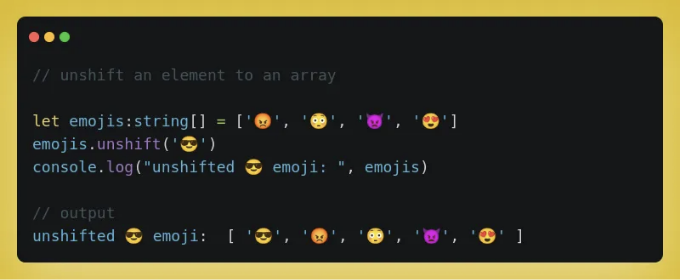 // unshift an element to an array
let emojis:string[] = ['😡', '😳', '👿', '😍']
emojis.unshift('😎')
console.log("unshifted 😎 emoji: ", emojis)
// output
unshifted 😎 emoji:  [ '😎', '😡', '😳', '👿', '😍' ]